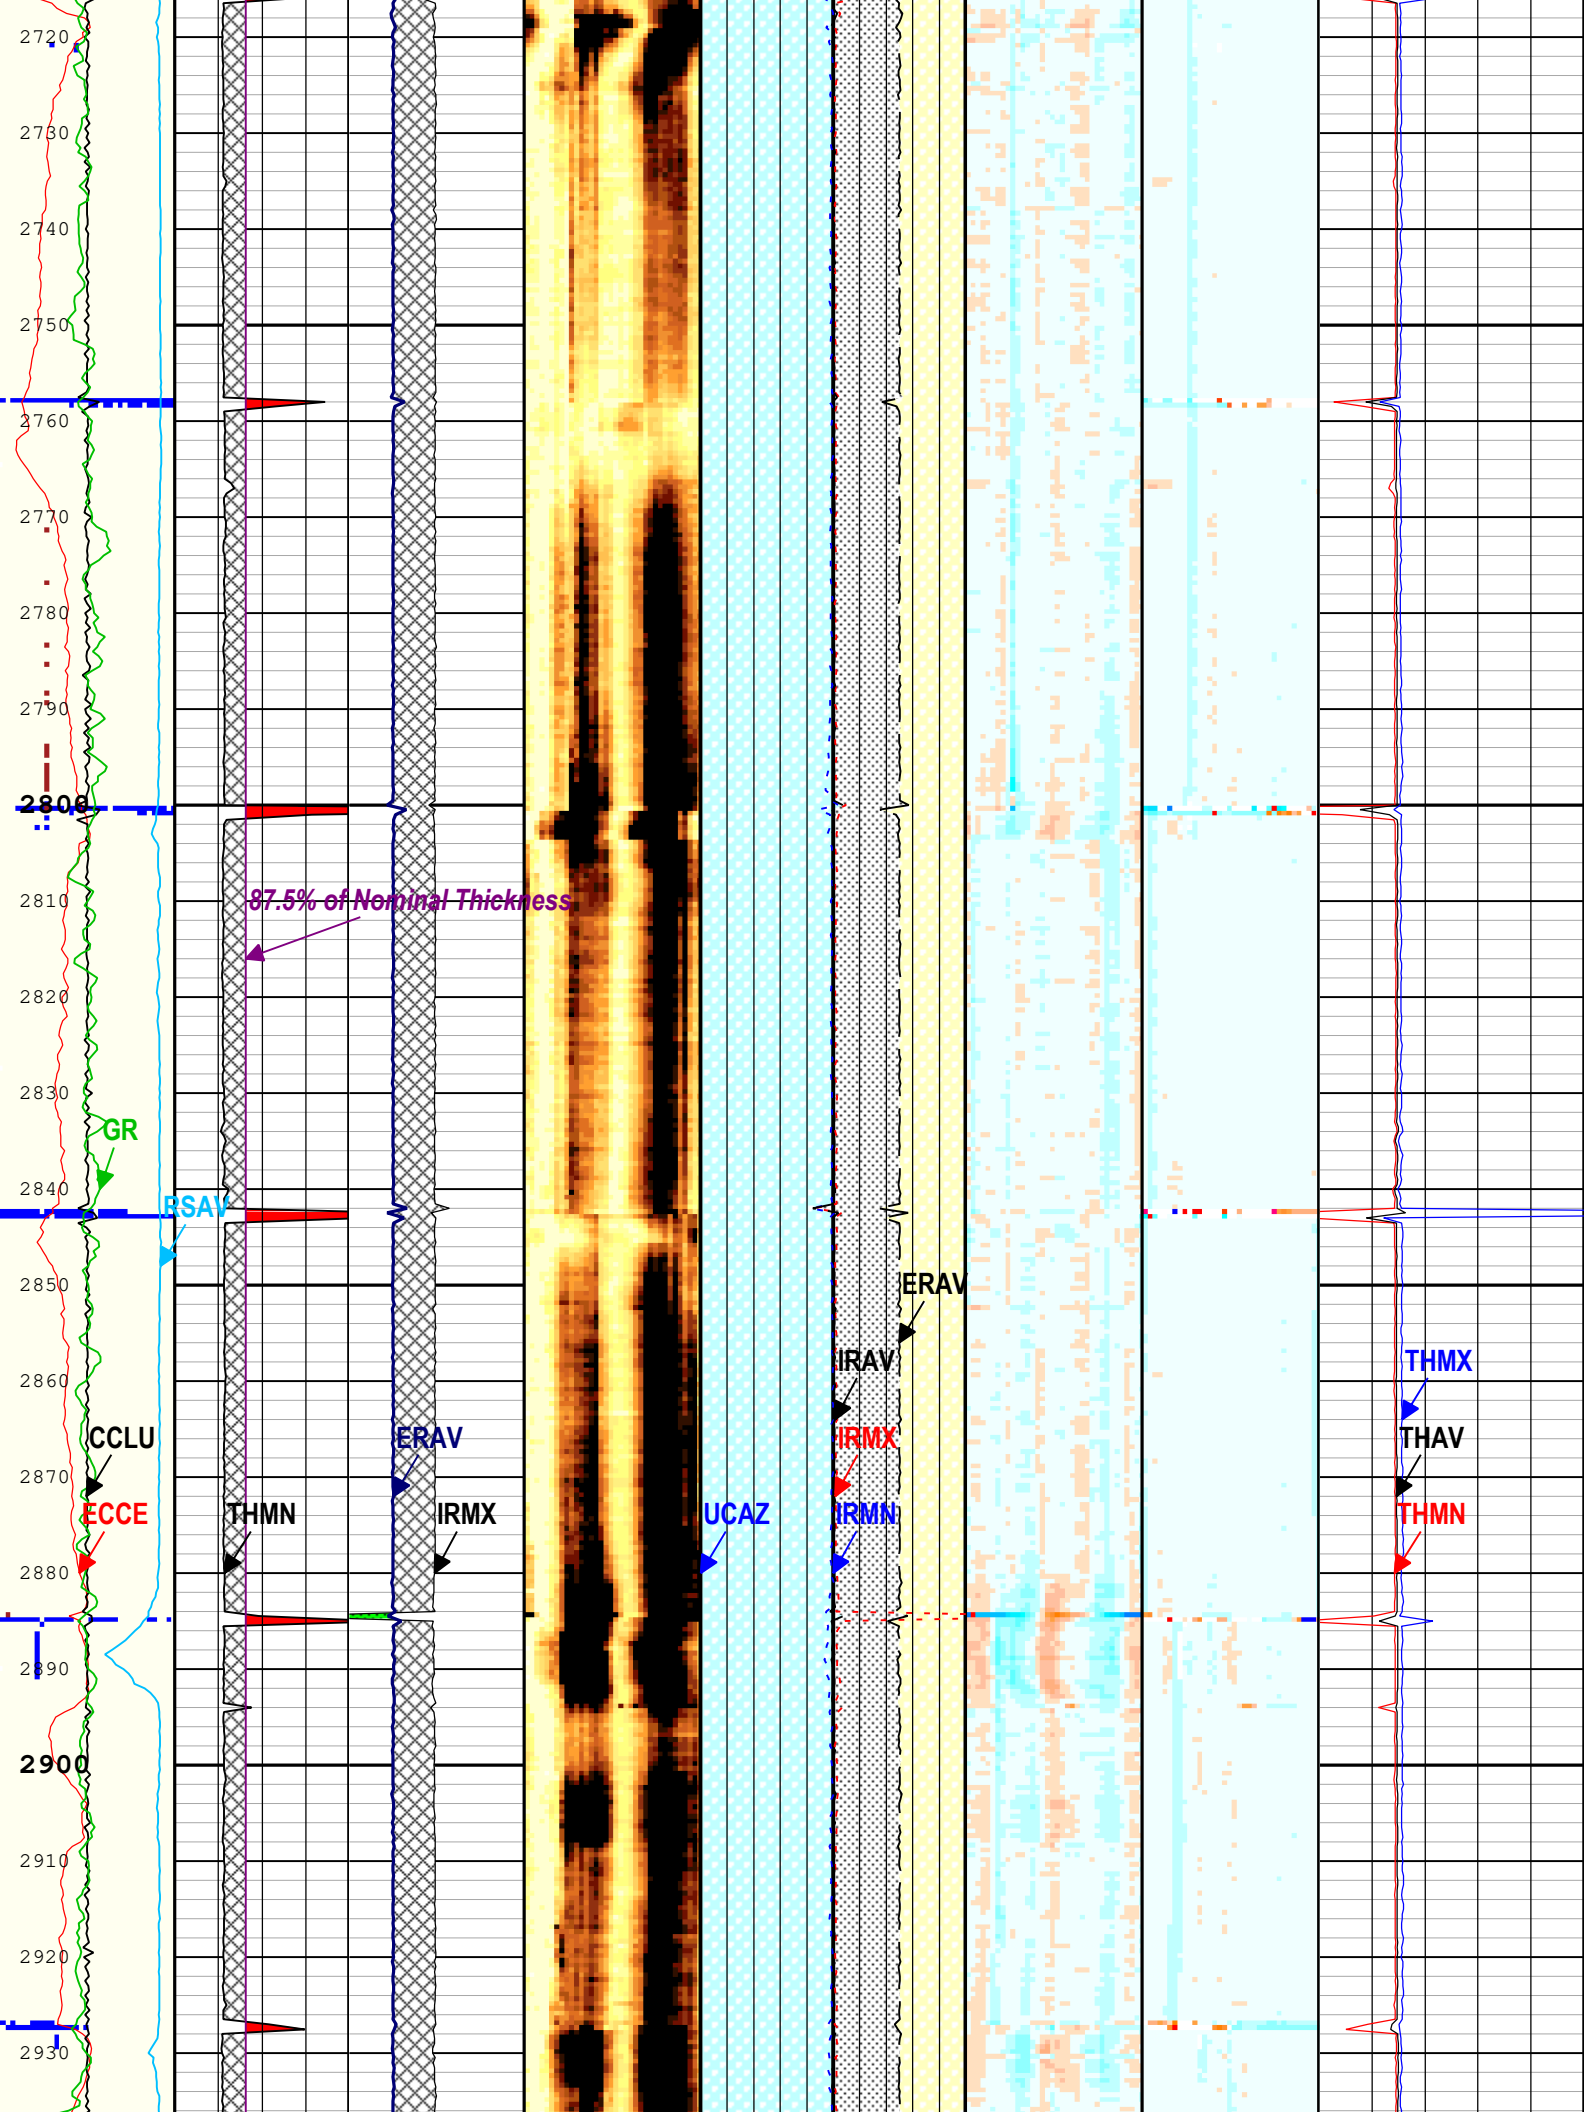 2720
2730
2740
2750
2760
2770
2780
2790
2800
87.5% of Nominal Thickness
2810
2820
2830
GR
2840
RSAV
2850
ERAV
2860
IRAV
THMX
CCLU
ERAV
IRMX
THAV
2870
ECCE
THMN
IRMX
UCAZ
IRMN
THMN
2880
2890
2900
2910
2920
2930